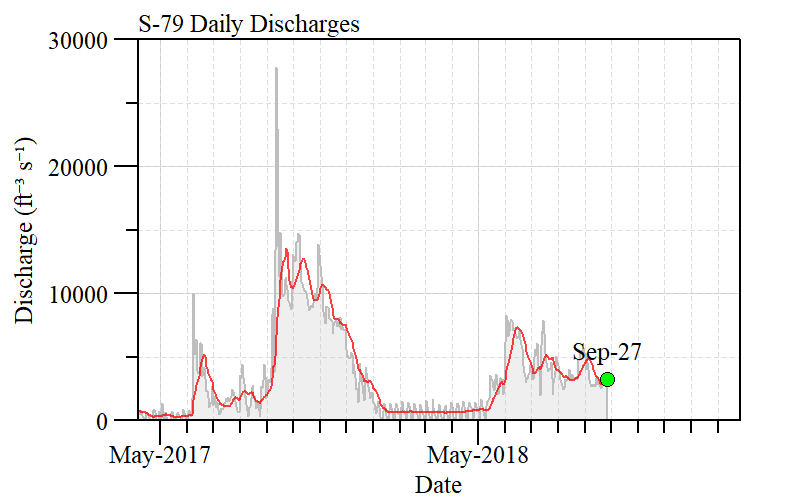 S-79 Daily Discharges
30000
20000
10000
0
Discharge (ft⁻³ s⁻¹)
Sep-27
May-2017
May-2018
Date